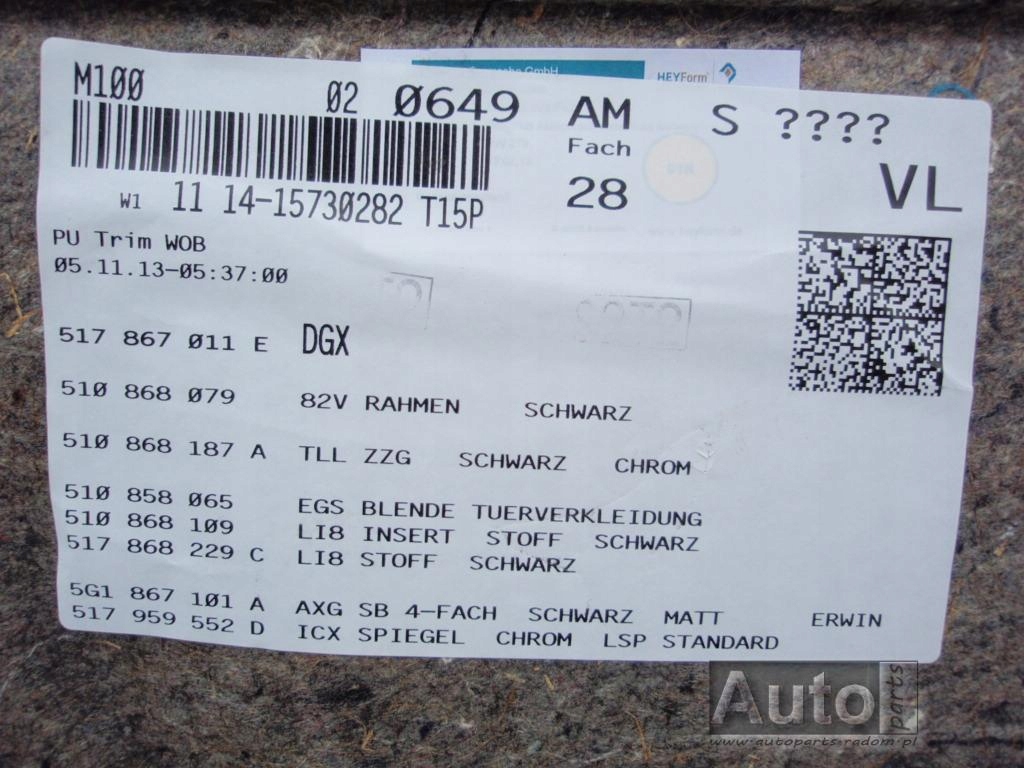 HEYForm
M100 02 0649 AM S ????
Fach
28 VL
W1 11 14-15730282 T15P
PU Trim WOB
05.11.13-05:37:00
517 867 011 E DGX
510 868 079 82V RAHMEN SCHWARZ
510 868 187 A TLL ZZG SCHWARZ CHROM
510 858 065 EGS BLENDE TUERVERKLEIDUNG
510 868 109 LI8 INSERT STOFF SCHWARZ
517 868 229 C LI8 STOFF SCHWARZ
5G1 867 101 A AXG SB 4-FACH SCHWARZ MATT ERWIN
517 959 552 D ICX SPIEGEL CHROM LSP STANDARD
Auto parts
www.autoparts.radom.pl